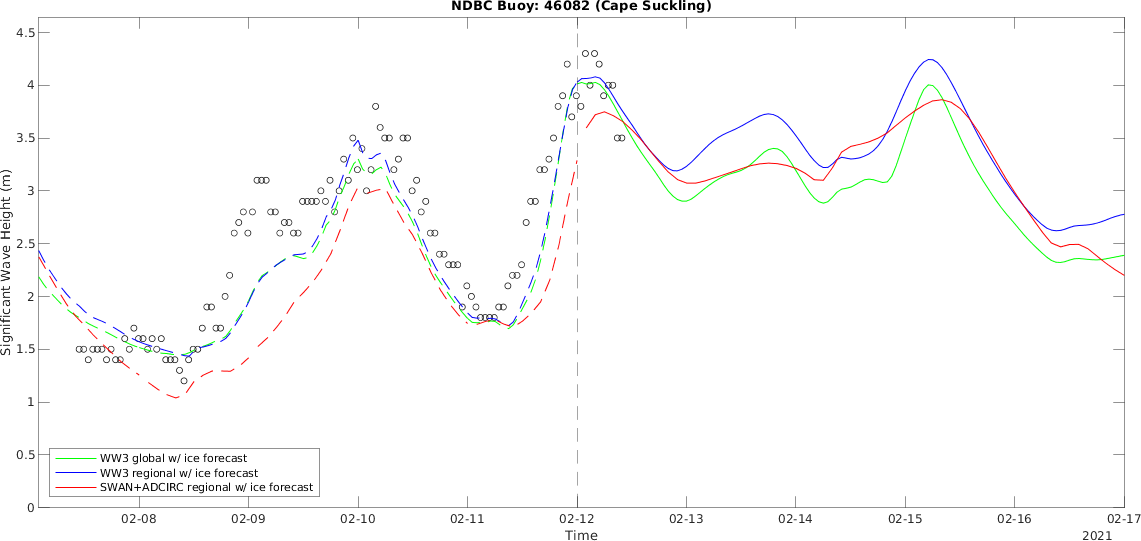 NDBC Buoy: 46082 (Cape Suckling)
Significant Wave Height (m)
4.5
4
3.5
3
2.5
2
1.5
1
0.5
0
WW3 global w/ ice forecast
WW3 regional w/ ice forecast
SWAN+ADCIRC regional w/ ice forecast
02-08 02-09 02-10 02-11 02-12 02-13 02-14 02-15 02-16 02-17
Time
2021